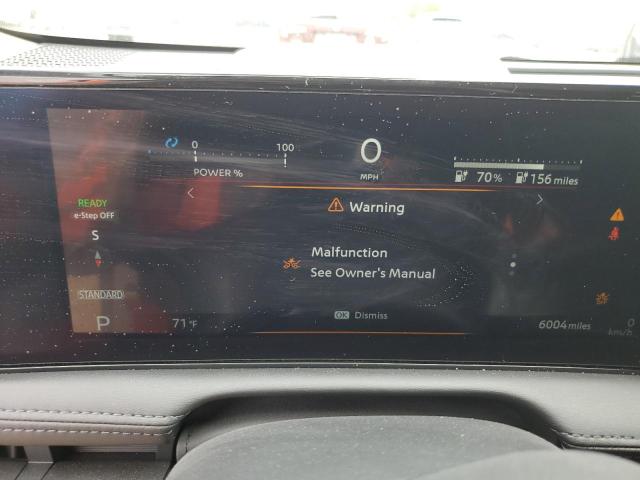 0 100
POWER %
0
MPH
70 % 156 miles
READY
e-Step OFF
S
STANDARD
P
71 °F
Warning
Malfunction
See Owner's Manual
OK Dismiss
6004 miles
0
km/h